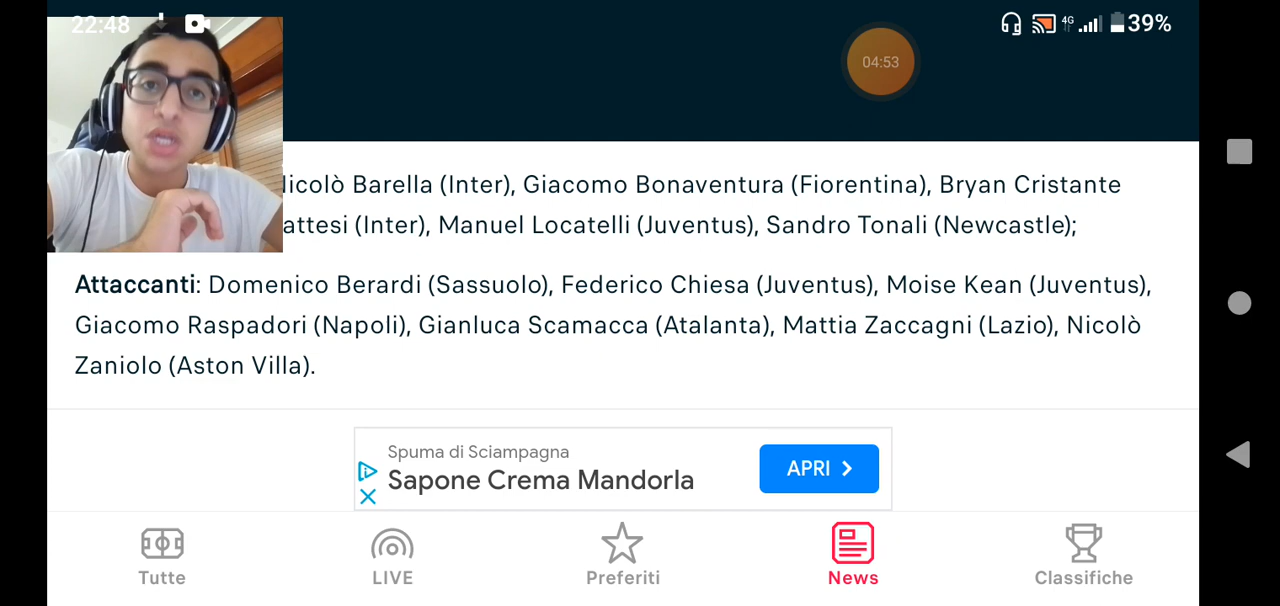 22:48
4G
39%
04:53
icolò Barella (Inter), Giacomo Bonaventura (Fiorentina), Bryan Cristante
attesi (Inter), Manuel Locatelli (Juventus), Sandro Tonali (Newcastle);
Attaccanti: Domenico Berardi (Sassuolo), Federico Chiesa (Juventus), Moise Kean (Juventus),
Giacomo Raspadori (Napoli), Gianluca Scamacca (Atalanta), Mattia Zaccagni (Lazio), Nicolò
Zaniolo (Aston Villa).
Spuma di Sciampagna
Sapone Crema Mandorla
APRI
Tutte
LIVE
Preferiti
News
Classifiche